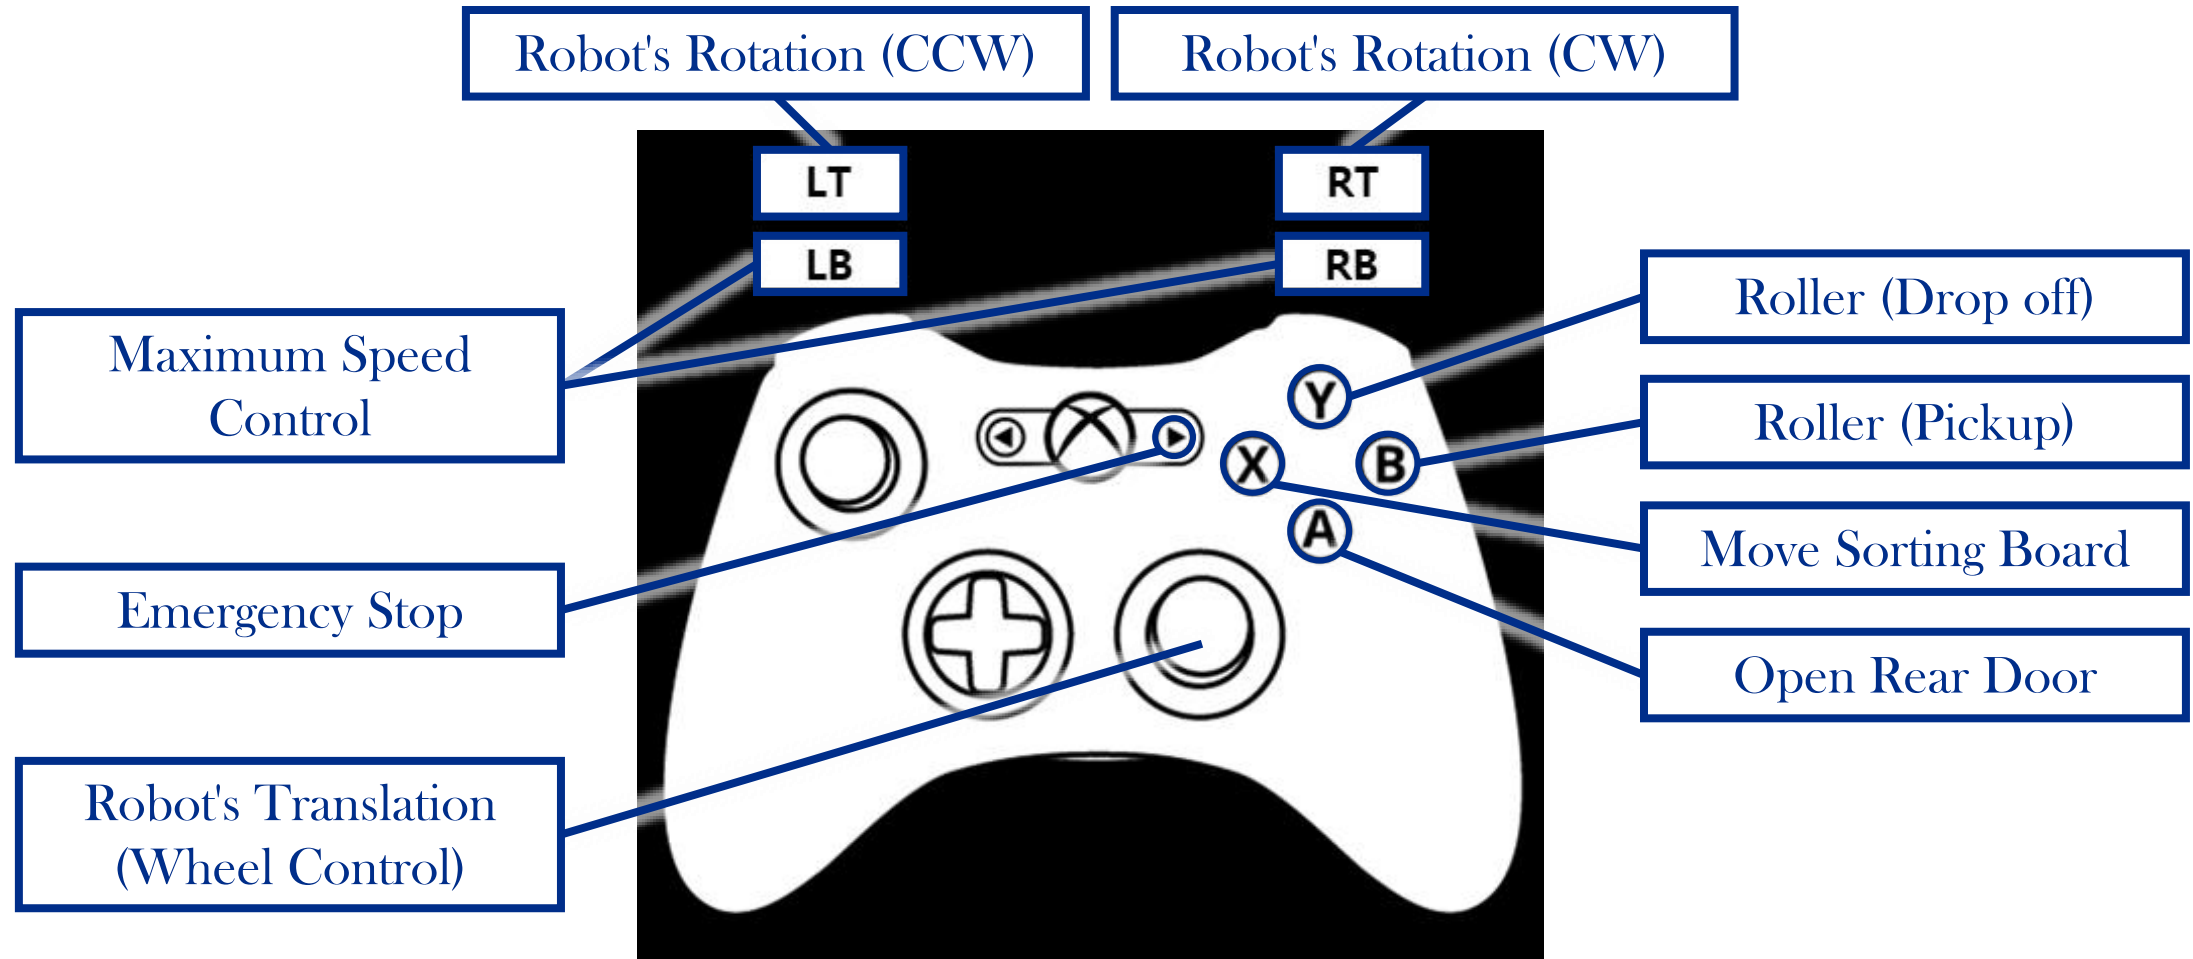 Robot's Rotation (CCW)
Robot's Rotation (CW)
LT
RT
LB
RB
Maximum Speed
Control
Emergency Stop
Robot's Translation
(Wheel Control)
Y
X
B
A
Roller (Drop off)
Roller (Pickup)
Move Sorting Board
Open Rear Door